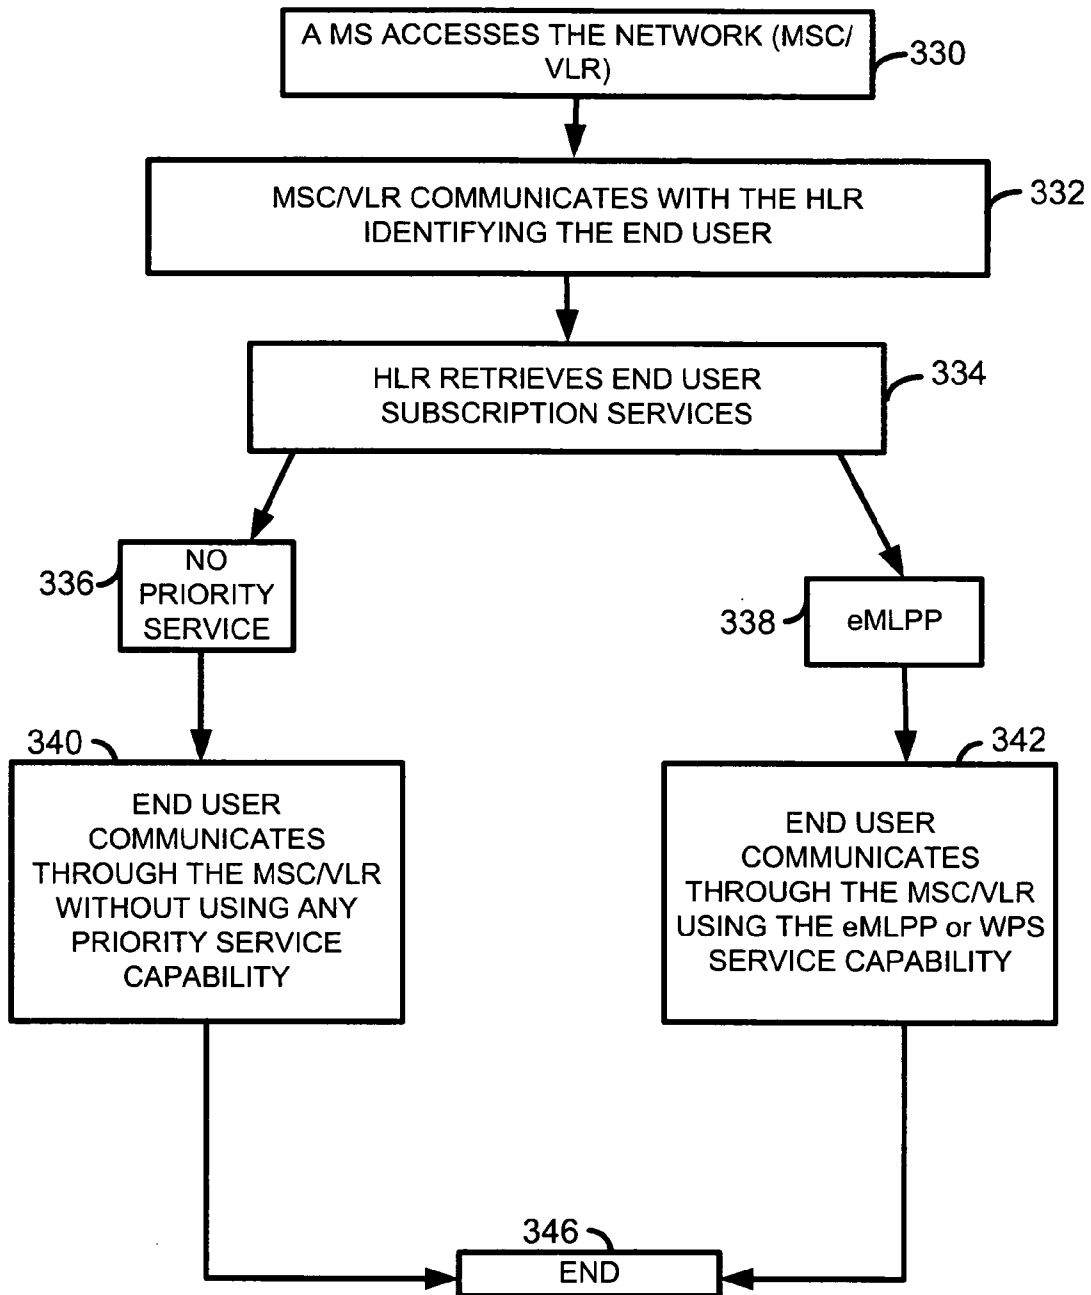 A MS ACCESSES THE NETWORK (MSC/
VLR)
330
MSC/VLR COMMUNICATES WITH THE HLR
IDENTIFYING THE END USER
332
HLR RETRIEVES END USER
SUBSCRIPTION SERVICES
334
336
NO
PRIORITY
SERVICE
338
eMLPP
340
END USER
COMMUNICATES
THROUGH THE MSC/VLR
WITHOUT USING ANY
PRIORITY SERVICE
CAPABILITY
342
END USER
COMMUNICATES
THROUGH THE MSC/VLR
USING THE eMLPP or WPS
SERVICE CAPABILITY
346
END